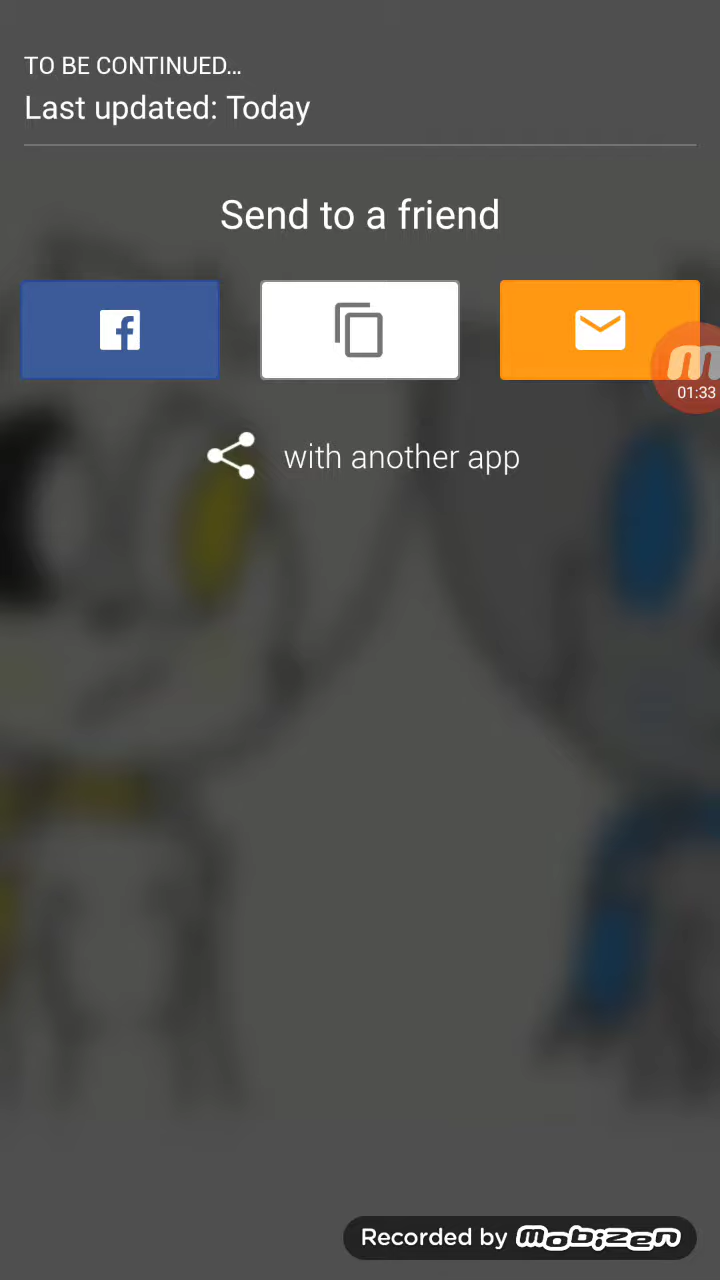 TO BE CONTINUED...
Last updated: Today
Send to a friend
01:33
with another app
Recorded by mobizen